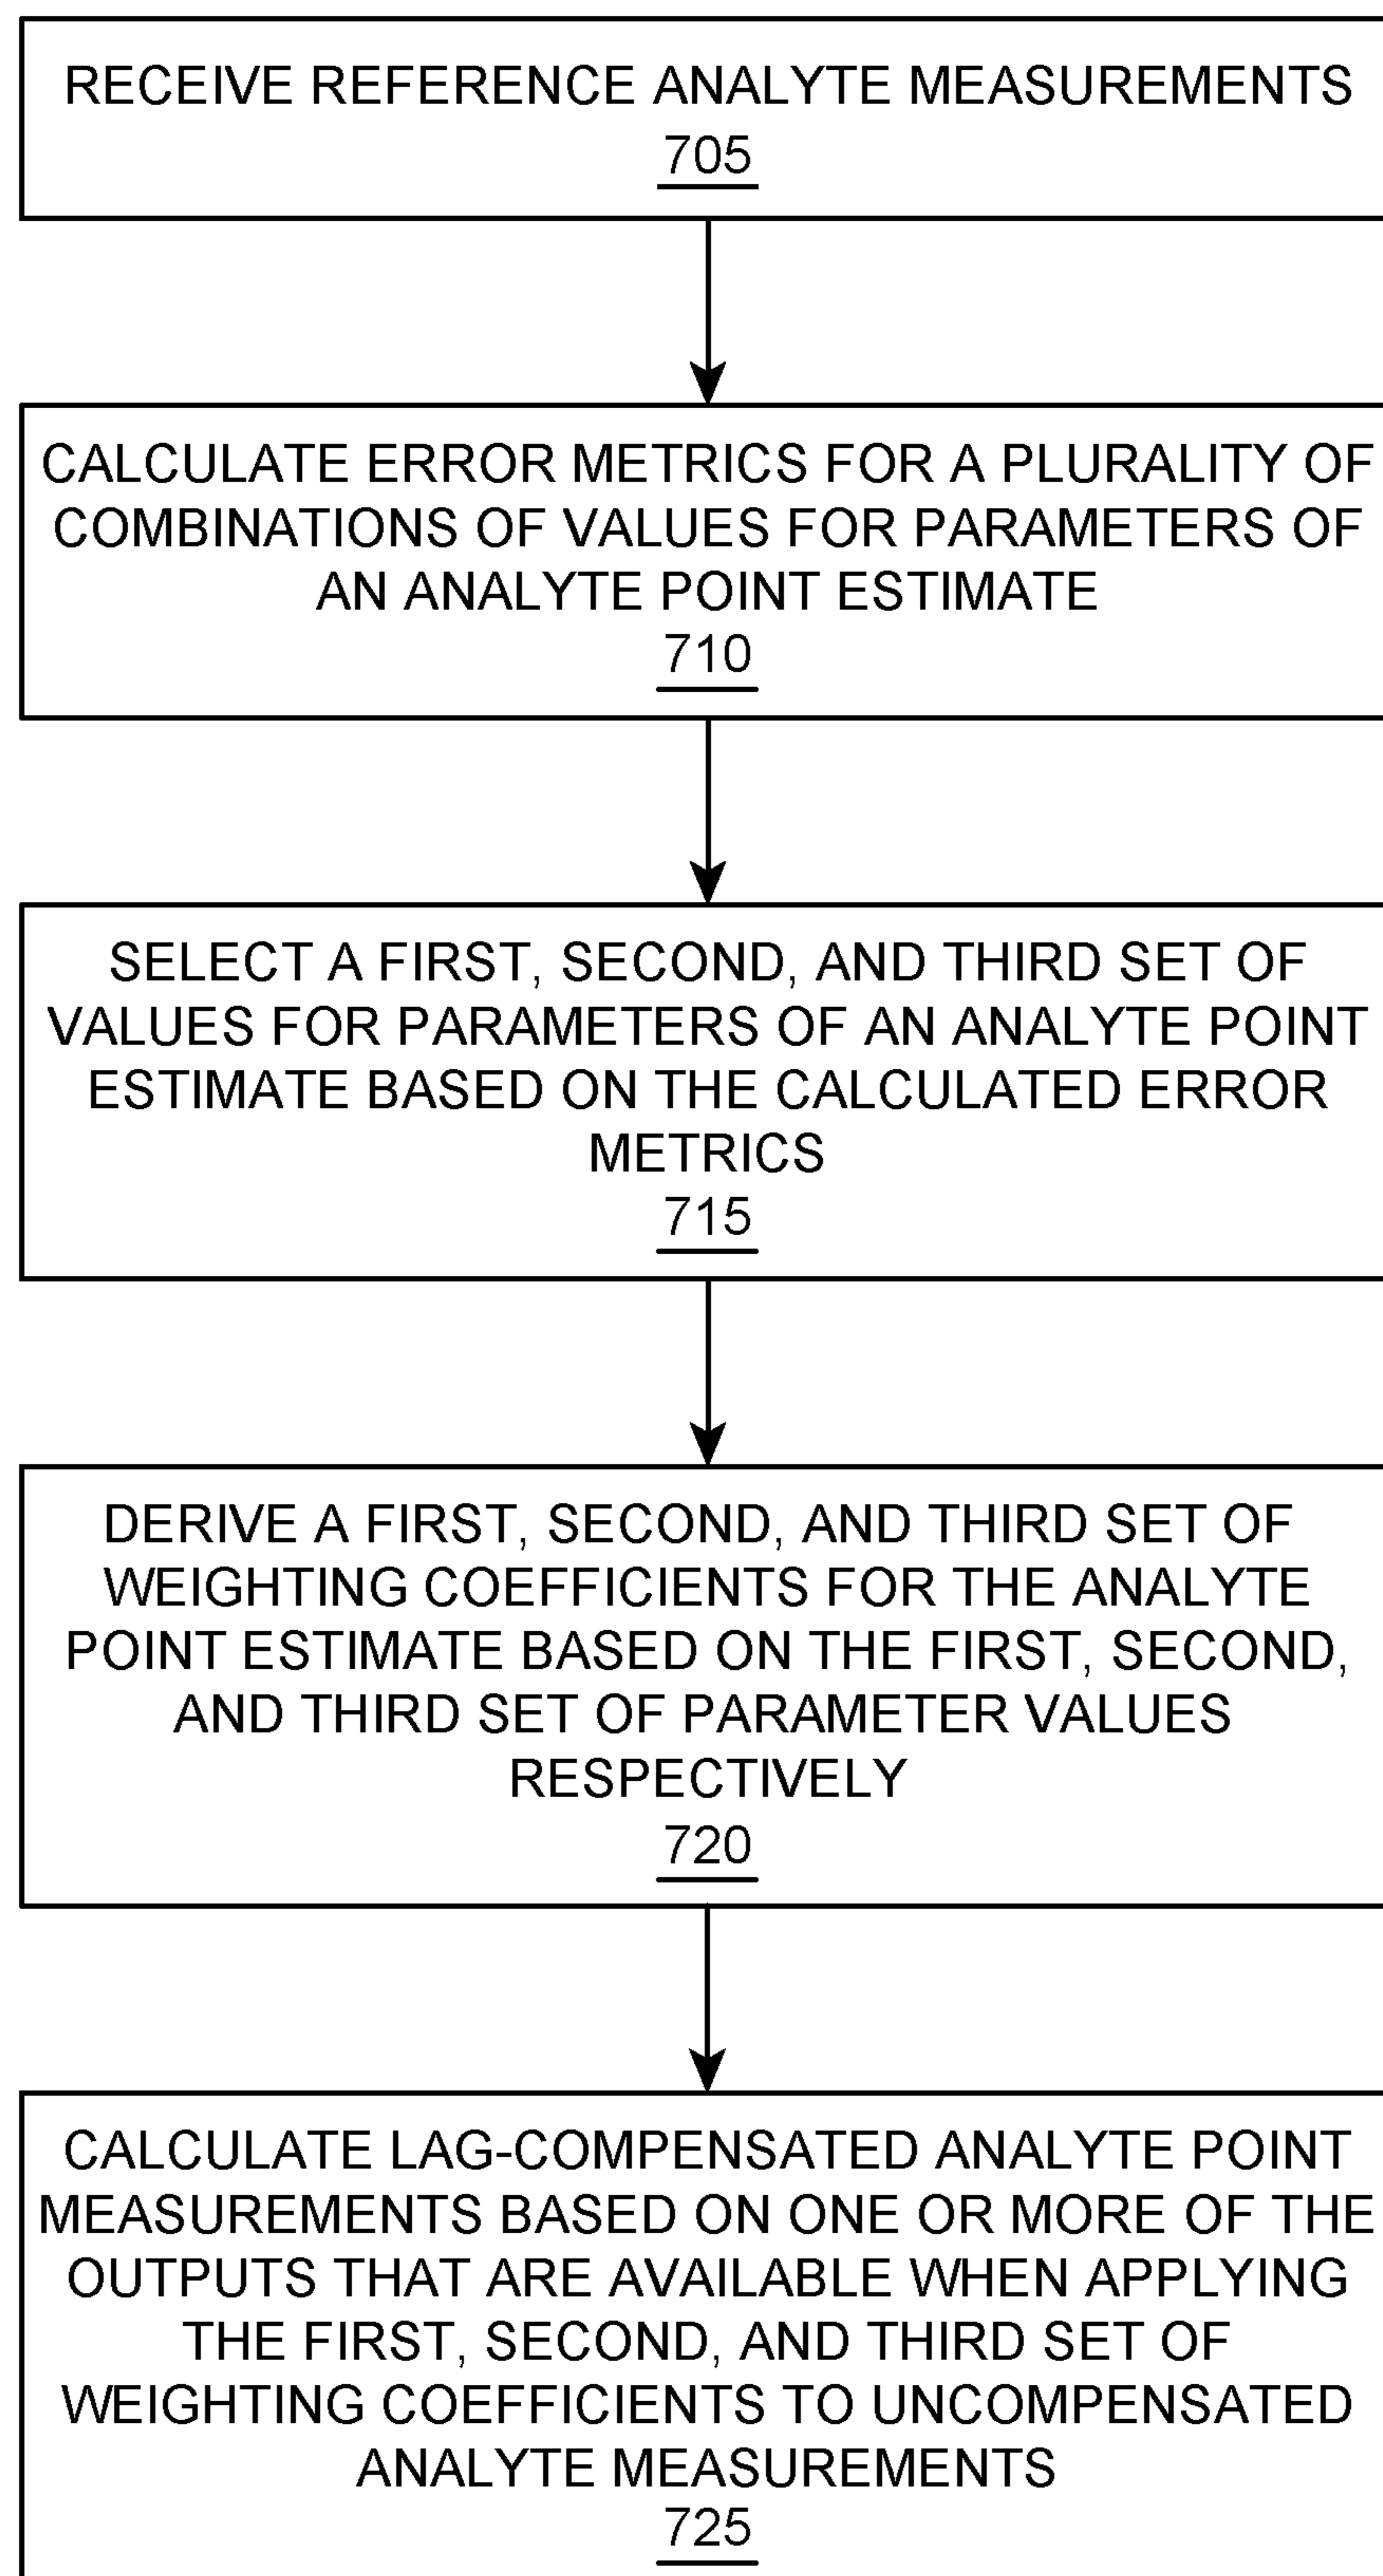 RECEIVE REFERENCE ANALYTE MEASUREMENTS
705
CALCULATE ERROR METRICS FOR A PLURALITY OF
COMBINATIONS OF VALUES FOR PARAMETERS OF
AN ANALYTE POINT ESTIMATE
710
SELECT A FIRST, SECOND, AND THIRD SET OF
VALUES FOR PARAMETERS OF AN ANALYTE POINT
ESTIMATE BASED ON THE CALCULATED ERROR
METRICS
715
DERIVE A FIRST, SECOND, AND THIRD SET OF
WEIGHTING COEFFICIENTS FOR THE ANALYTE
POINT ESTIMATE BASED ON THE FIRST, SECOND,
AND THIRD SET OF PARAMETER VALUES
RESPECTIVELY
720
CALCULATE LAG-COMPENSATED ANALYTE POINT
MEASUREMENTS BASED ON ONE OR MORE OF THE
OUTPUTS THAT ARE AVAILABLE WHEN APPLYING
THE FIRST, SECOND, AND THIRD SET OF
WEIGHTING COEFFICIENTS TO UNCOMPENSATED
ANALYTE MEASUREMENTS
725